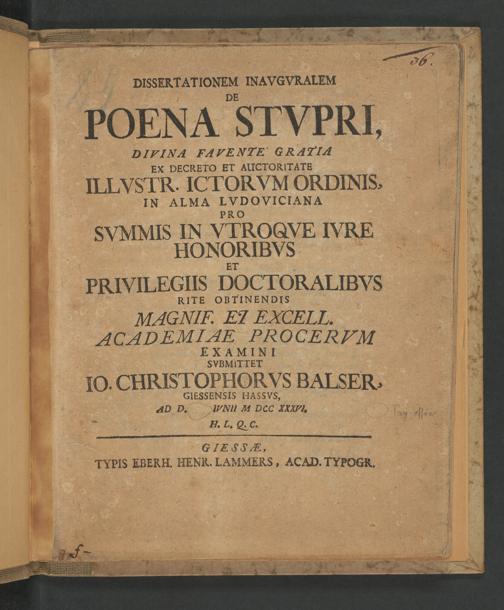 36.
DISSERTATIONEM INAVGVRALEM
DE
POENA STVPRI,
DIVINA FAVENTE GRATIA
EX DECRETO ET AUCTORITATE
ILLVSTR. ICTORVM ORDINIS,
IN ALMA LVDOVICIANA
PRO
SVMMIS IN VTROQVE IVRE
HONORIBVS
ET
PRIVILEGIIS DOCTORALIBVS
RITE OBTINENDIS
MAGNIF. ET EXCELL.
ACADEMIAE PROCERVM
EXAMINI
SVBMITTET
IO. CHRISTOPHORVS BALSER,
GIESSENSIS HASSVS,
AD D. IVNII M DCC XXXVI.
H. L. Q. C.
GIESSÆ,
TYPIS EBERH. HENR. LAMMERS, ACAD. TYPOGR.